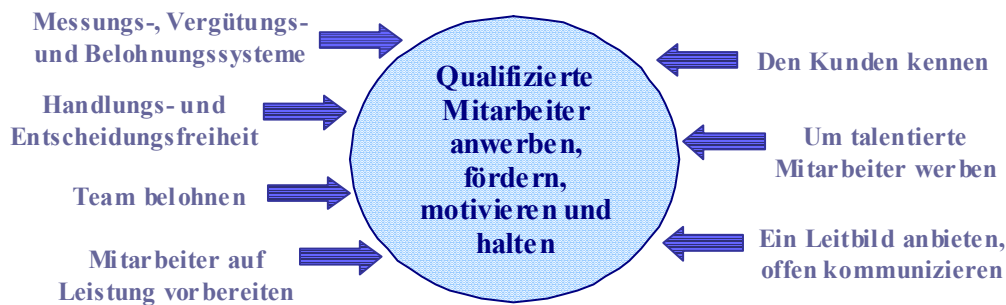 Messungs-, Vergütungs-
und Belohnungssysteme
Handlungs- und
Entscheidungsfreiheit
Team belohnen
Mitarbeiter auf
Leistung vorbereiten
Qualifizierte
Mitarbeiter
anwerben,
fördern,
motivieren und
halten
Den Kunden kennen
Um talentierte
Mitarbeiter werben
Ein Leitbild anbieten,
offen kommunizieren